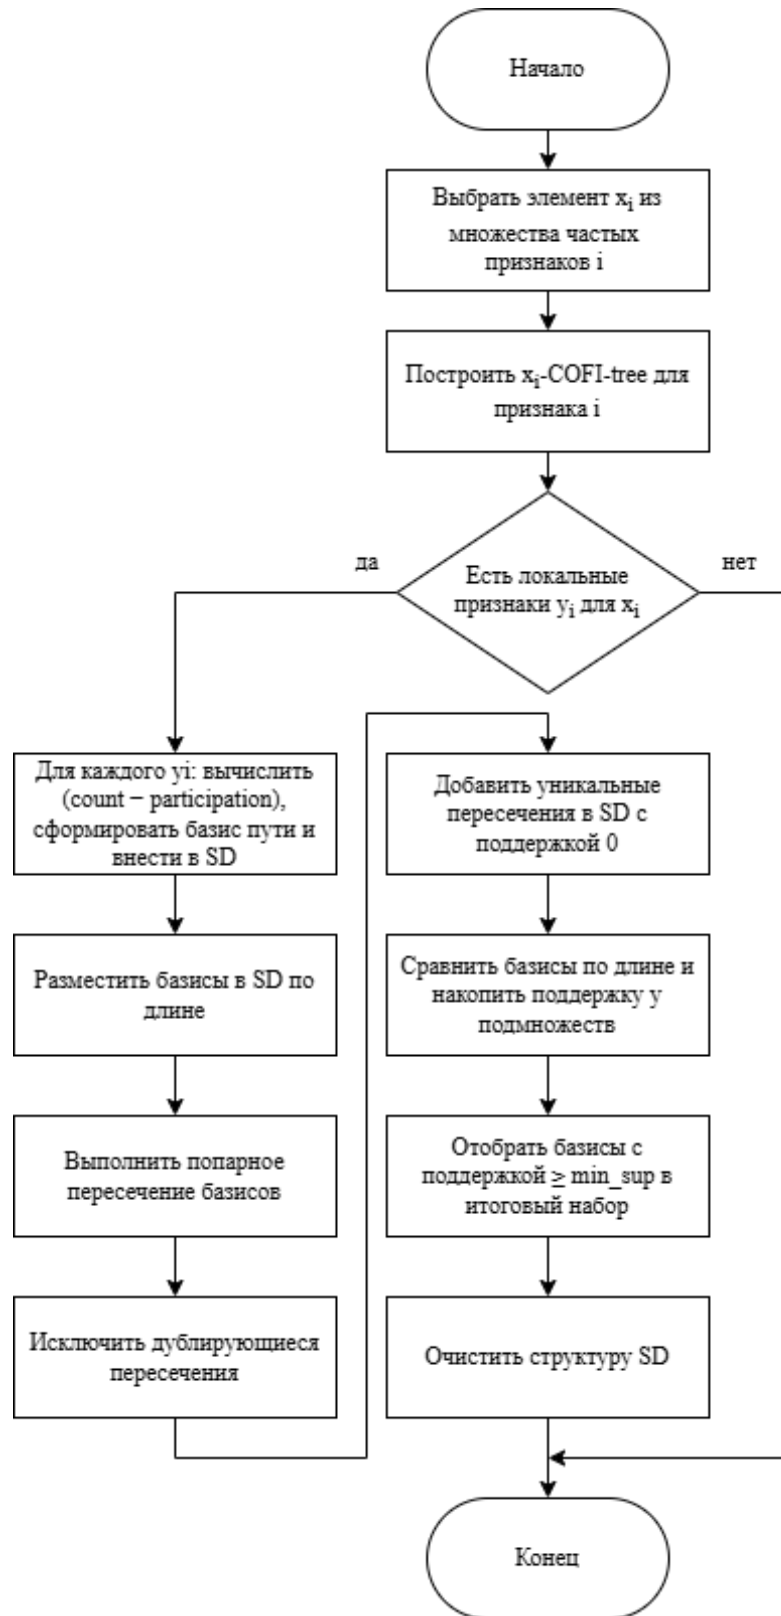 Начало
Выбрать элемент xi из
множества частых
признаков i
Построить xi-COFI-tree для
признака i
да
нет
Есть локальные
признаки yi для xi
Для каждого yi: вычислить
(count − participation),
сформировать базис пути и
внести в SD
Разместить базисы в SD по
длине
Выполнить попарное
пересечение базисов
Исключить дублирующиеся
пересечения
Добавить уникальные
пересечения в SD с
поддержкой 0
Сравнить базисы по длине и
накопить поддержку у
подмножеств
Отобрать базисы с
поддержкой ≥ min_sup в
итоговый набор
Очистить структуру SD
Конец